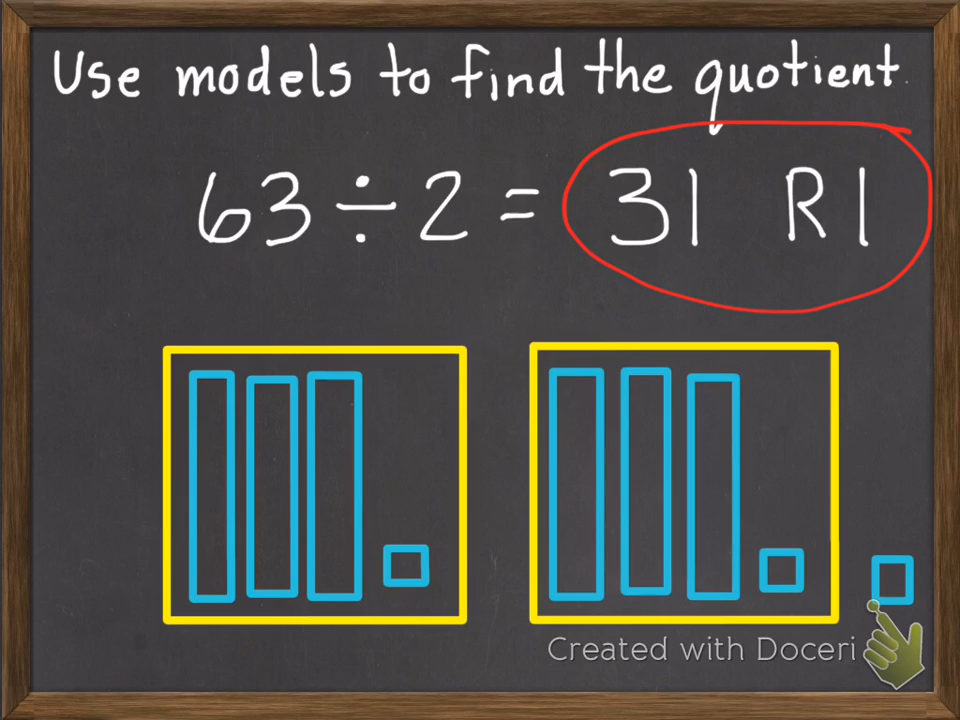 Use models to find the quotient
63 ÷ 2 = 31 R1
Created with Doceri